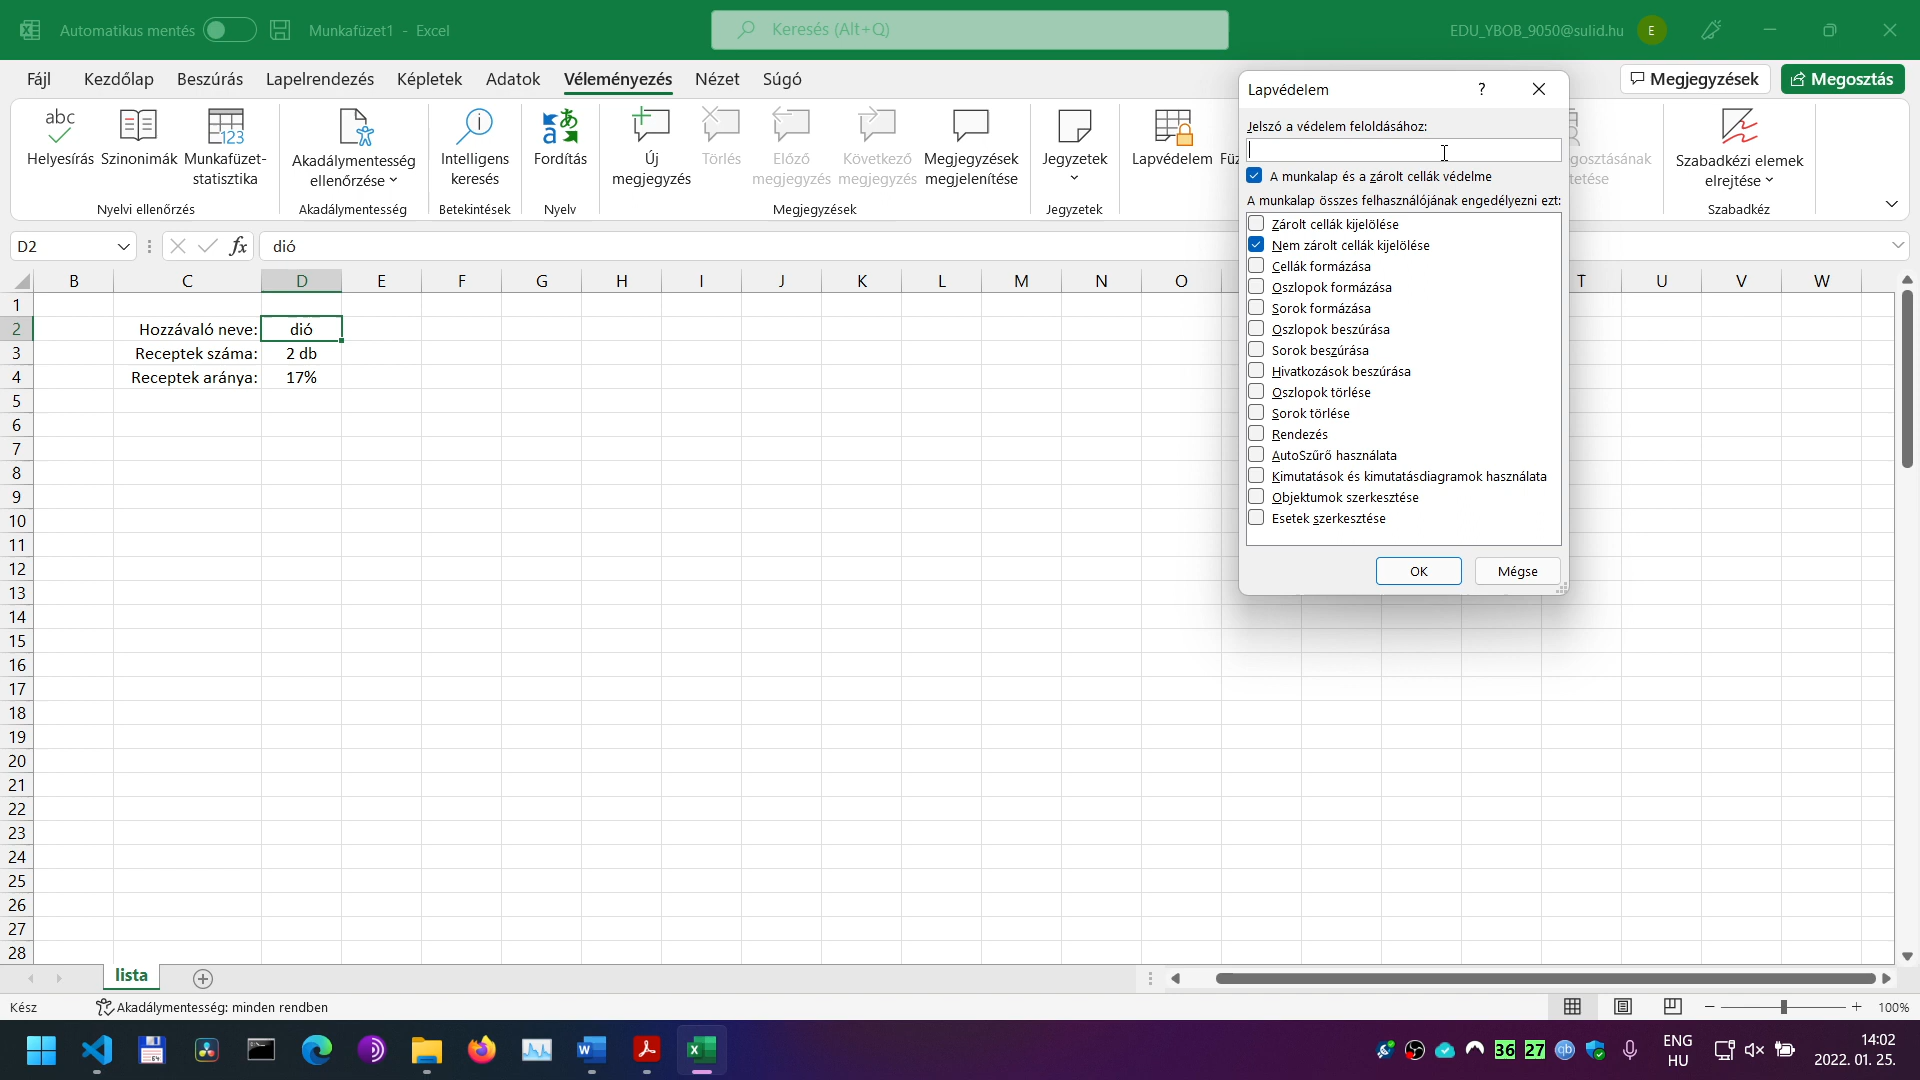 Automatikus mentés
Munkafüzet1 - Excel
Keresés (Alt+Q)
EDU_YBOB_9050@sulid.hu
E
Fájl Kezdőlap Beszúrás Lapelrendezés Képletek Adatok Véleményezés Nézet Súgó
Megjegyzések
Megosztás
abc
Helyesírás
Szinonimák
123
Munkafüzet-
statisztika
Nyelvi ellenőrzés
Akadálymentesség
ellenőrzése
Akadálymentesség
Intelligens
keresés
Betekintések
Fordítás
Nyelv
Új
megjegyzés
Törlés
Előző
megjegyzés
Következő
megjegyzés
Megjegyzések
megjelenítése
Megjegyzések
Jegyzetek
Jegyzetek
Lapvédelem
Szabadkézi elemek
elrejtése
Szabadkéz
D2
fx
dió
B C D E F G H I J K L M N O T U V W
1
2 Hozzávaló neve: dió
3 Receptek száma: 2 db
4 Receptek aránya: 17%
5
6
7
8
9
10
11
12
13
14
15
16
17
18
19
20
21
22
23
24
25
26
27
28
Lapvédelem
?
Jelszó a védelem feloldásához:
A munkalap és a zárolt cellák védelme
A munkalap összes felhasználójának engedélyezni ezt:
Zárolt cellák kijelölése
Nem zárolt cellák kijelölése
Cellák formázása
Oszlopok formázása
Sorok formázása
Oszlopok beszúrása
Sorok beszúrása
Hivatkozások beszúrása
Oszlopok törlése
Sorok törlése
Rendezés
AutoSzűrő használata
Kimutatások és kimutatásdiagramok használata
Objektumok szerkesztése
Esetek szerkesztése
OK
Mégse
lista
Kész
Akadálymentesség: minden rendben
100%
64
W
36
27
qb
ENG
HU
14:02
2022. 01. 25.